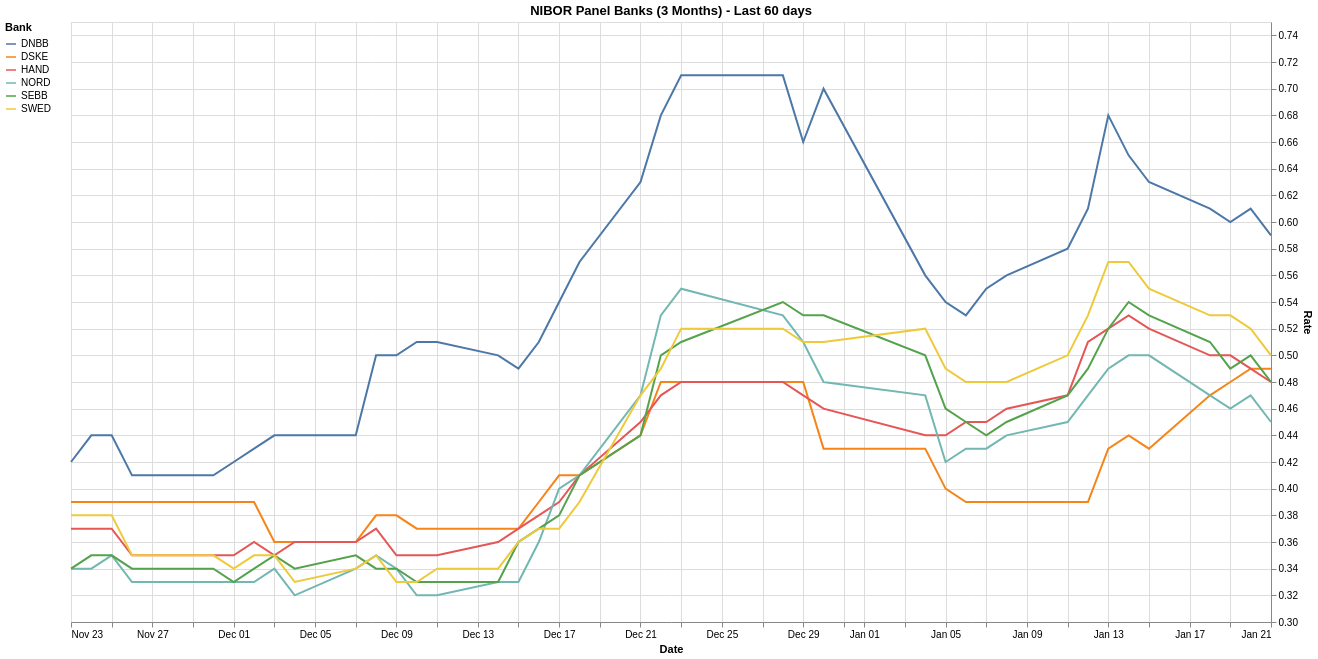 NIBOR Panel Banks (3 Months) - Last 60 days
Bank
DNBB
DSKE
HAND
NORD
SEBB
SWED
0.74
0.72
0.70
0.68
0.66
0.64
0.62
0.60
0.58
0.56
0.54
0.52
0.50
0.48
0.46
0.44
0.42
0.40
0.38
0.36
0.34
0.32
0.30
Rate
Nov 23 Nov 27 Dec 01 Dec 05 Dec 09 Dec 13 Dec 17 Dec 21 Dec 25 Dec 29 Jan 01 Jan 05 Jan 09 Jan 13 Jan 17 Jan 21
Date